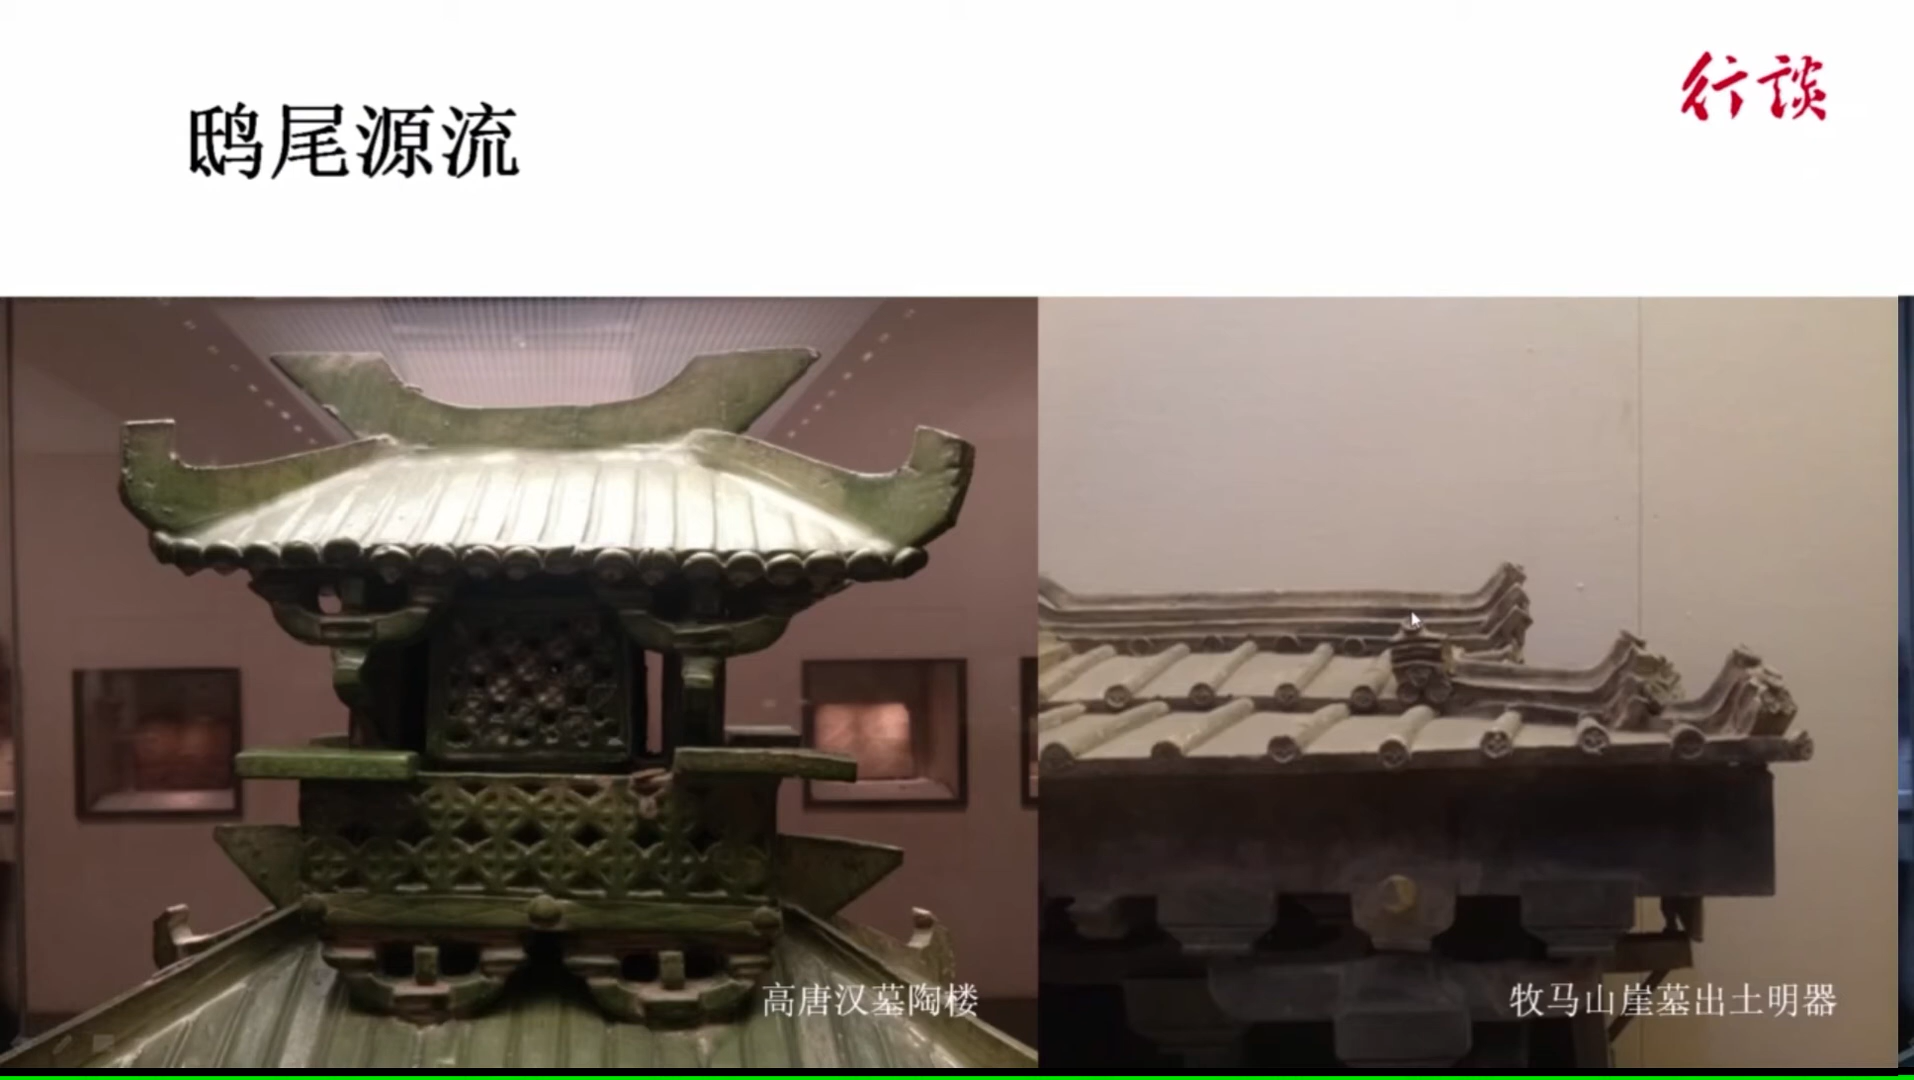 行談
鸱尾源流
高唐汉墓陶楼
牧马山崖墓出土明器